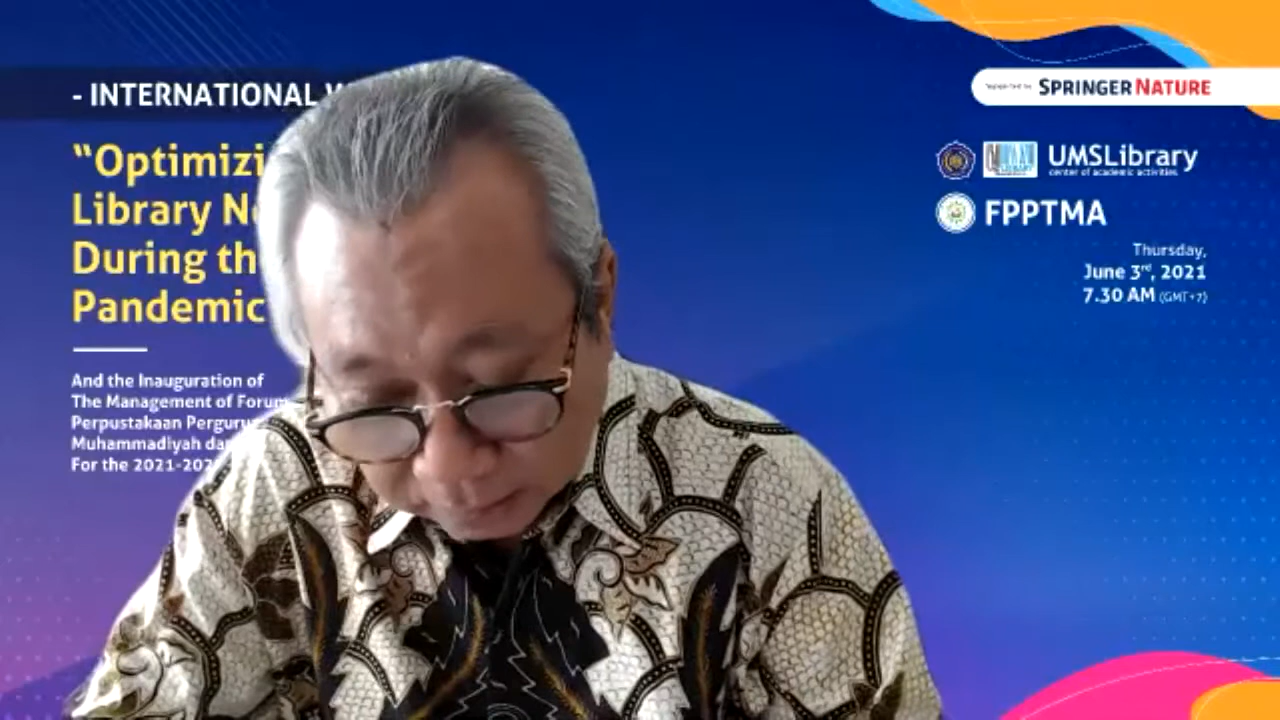 - INTERNATIONAL
“Optimizi
Library N
During th
Pandemic
And the Inauguration of
The Management of Forum
Perpustakaan Perguru
Muhammadiyah da
For the 2021-202
SPRINGER NATURE
UMSLibrary
center of academic activities
FPPTMA
Thursday,
June 3rd, 2021
7.30 AM (GMT+7)